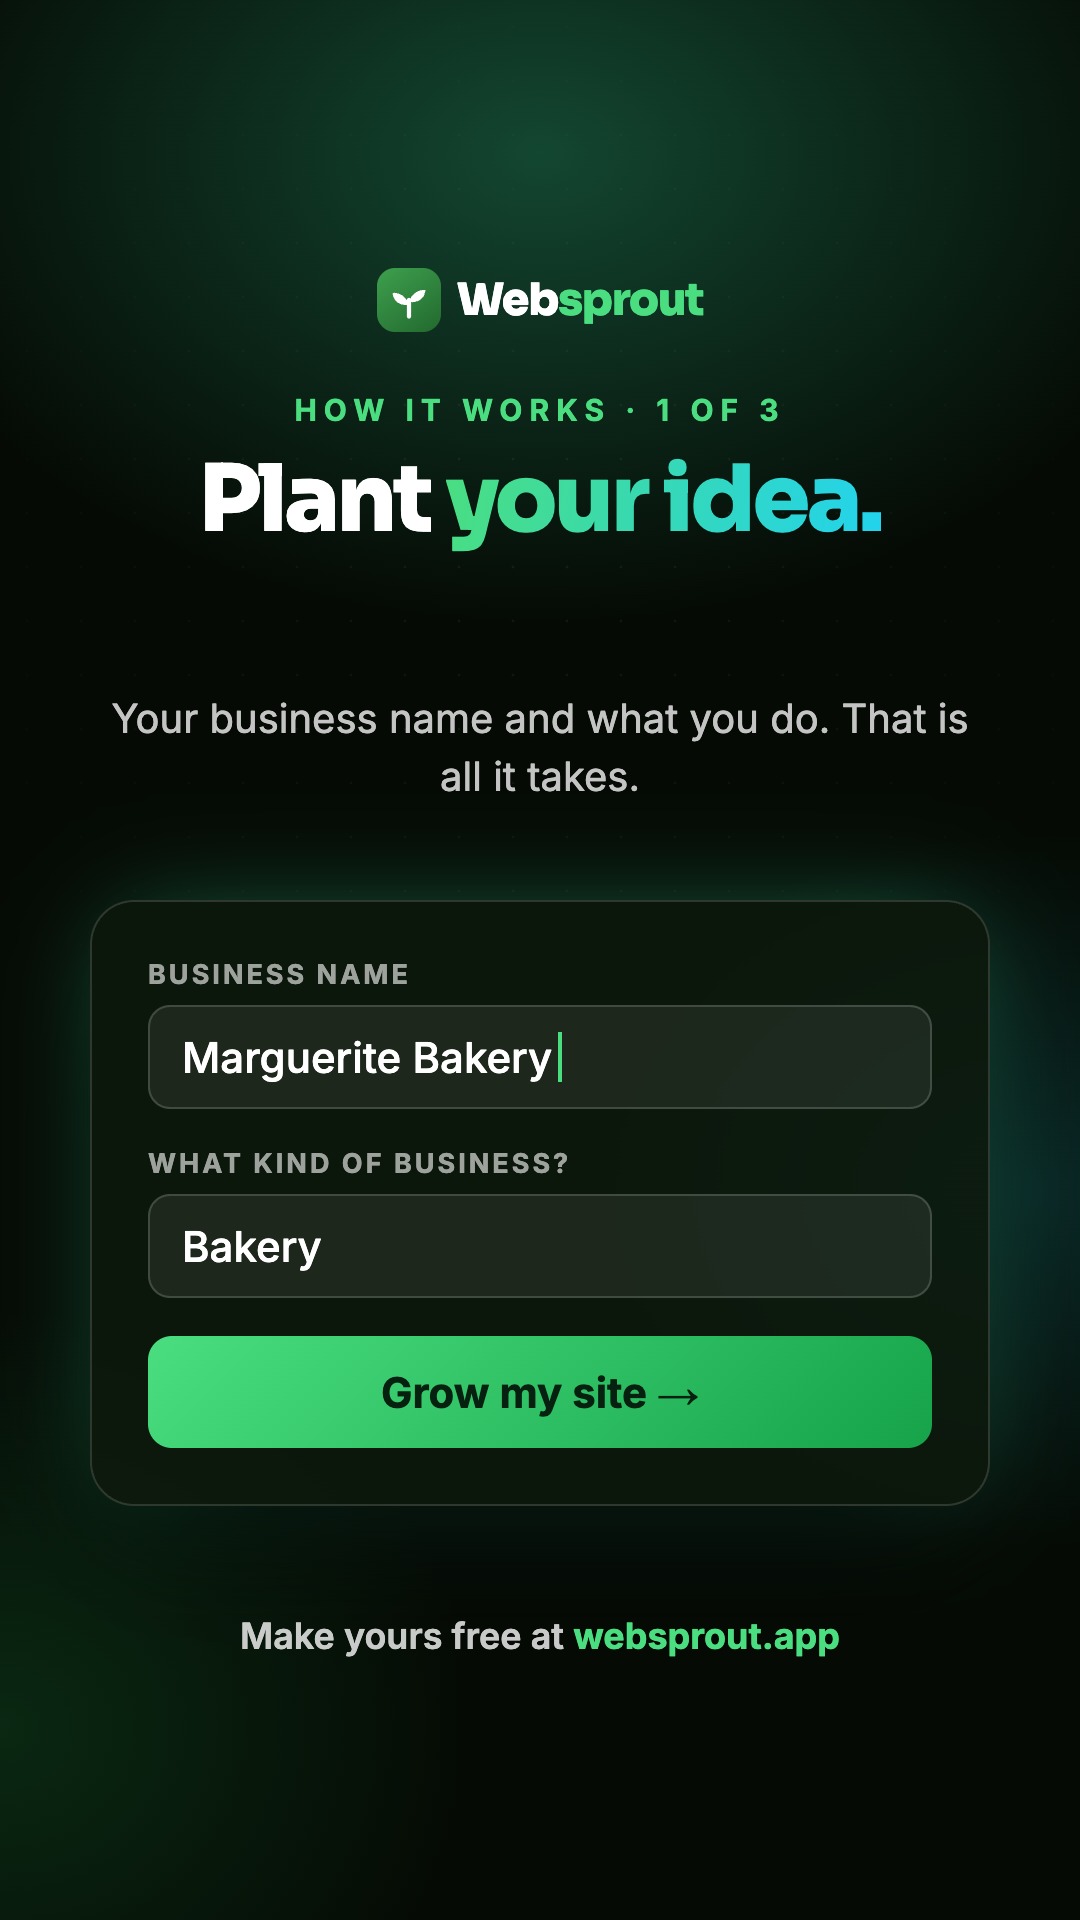 Websprout
HOW IT WORKS · 1 OF 3
Plant your idea.
Your business name and what you do. That is
all it takes.
BUSINESS NAME
Marguerite Bakery
WHAT KIND OF BUSINESS?
Bakery
Grow my site →
Make yours free at websprout.app